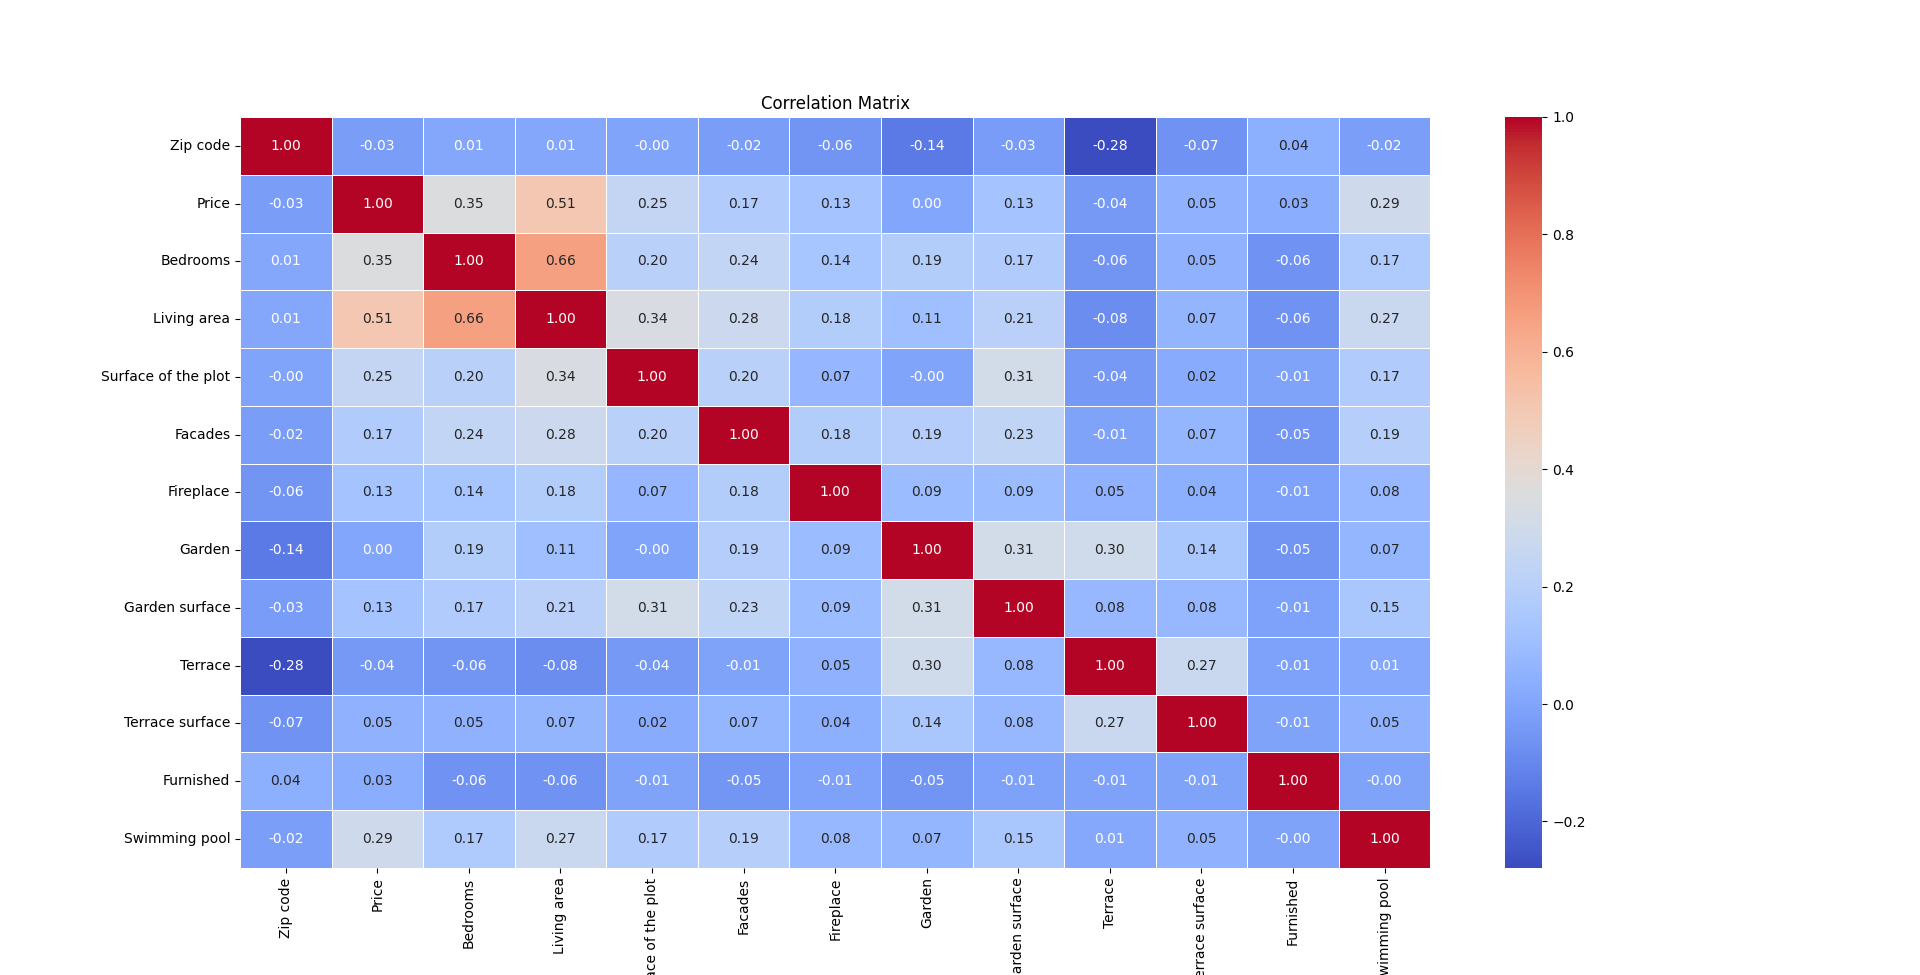 Correlation Matrix
Zip code 1.00 -0.03 0.01 0.01 -0.00 -0.02 -0.06 -0.14 -0.03 -0.28 -0.07 0.04 -0.02
Price -0.03 1.00 0.35 0.51 0.25 0.17 0.13 0.00 0.13 -0.04 0.05 0.03 0.29
Bedrooms 0.01 0.35 1.00 0.66 0.20 0.24 0.14 0.19 0.17 -0.06 0.05 -0.06 0.17
Living area 0.01 0.51 0.66 1.00 0.34 0.28 0.18 0.11 0.21 -0.08 0.07 -0.06 0.27
Surface of the plot -0.00 0.25 0.20 0.34 1.00 0.20 0.07 -0.00 0.31 -0.04 0.02 -0.01 0.17
Facades -0.02 0.17 0.24 0.28 0.20 1.00 0.18 0.19 0.23 -0.01 0.07 -0.05 0.19
Fireplace -0.06 0.13 0.14 0.18 0.07 0.18 1.00 0.09 0.09 0.05 0.04 -0.01 0.08
Garden -0.14 0.00 0.19 0.11 -0.00 0.19 0.09 1.00 0.31 0.30 0.14 -0.05 0.07
Garden surface -0.03 0.13 0.17 0.21 0.31 0.23 0.09 0.31 1.00 0.08 0.08 -0.01 0.15
Terrace -0.28 -0.04 -0.06 -0.08 -0.04 -0.01 0.05 0.30 0.08 1.00 0.27 -0.01 0.01
Terrace surface -0.07 0.05 0.05 0.07 0.02 0.07 0.04 0.14 0.08 0.27 1.00 -0.01 0.05
Furnished 0.04 0.03 -0.06 -0.06 -0.01 -0.05 -0.01 -0.05 -0.01 -0.01 -0.01 1.00 -0.00
Swimming pool -0.02 0.29 0.17 0.27 0.17 0.19 0.08 0.07 0.15 0.01 0.05 -0.00 1.00
Zip code
Price
Bedrooms
Living area
ace of the plot
Facades
Fireplace
Garden
arden surface
Terrace
errace surface
Furnished
wimming pool
1.0
0.8
0.6
0.4
0.2
0.0
−0.2